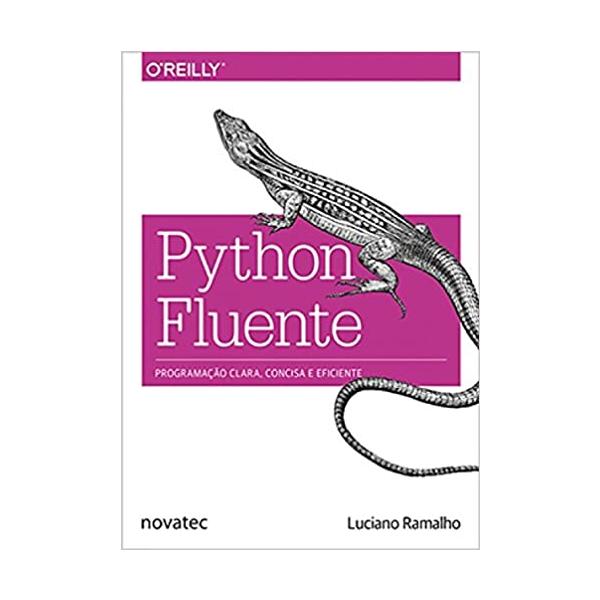 O'REILLY®
Python
Fluente
PROGRAMAÇÃO CLARA, CONCISA E EFICIENTE
novatec
Luciano Ramalho